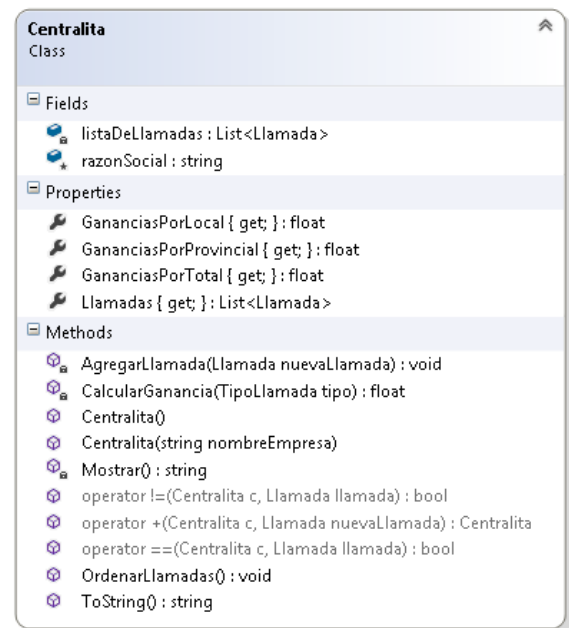 Centralita
Class
Fields
listaDeLlamadas : List<Llamada>
razonSocial : string
Properties
GananciasPorLocal { get; } : float
GananciasPorProvincial { get; } : float
GananciasPorTotal { get; } : float
Llamadas { get; } : List<Llamada>
Methods
AgregarLlamada(Llamada nuevaLlamada) : void
CalcularGanancia(TipoLlamada tipo) : float
Centralita()
Centralita(string nombreEmpresa)
Mostrar() : string
operator !=(Centralita c, Llamada llamada) : bool
operator +(Centralita c, Llamada nuevaLlamada) : Centralita
operator ==(Centralita c, Llamada llamada) : bool
OrdenarLlamadas() : void
ToString() : string